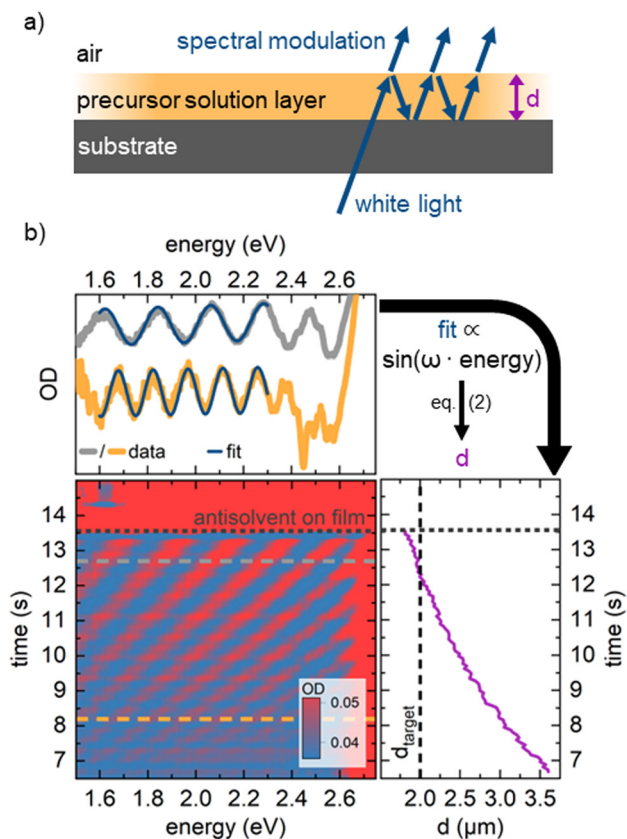 a)
air
spectral modulation
precursor solution layer
d
substrate
white light
b)
energy (eV)
1.6 1.8 2.0 2.2 2.4 2.6
OD
/ data
fit
fit ∝
sin(ω · energy)
eq. (2)
d
14
13
12
11
10
9
8
7
time (s)
antisolvent on film
OD
0.05
0.04
1.6 1.8 2.0 2.2 2.4 2.6
energy (eV)
d_target
14
13
12
11
10
9
8
7
time (s)
2.0 2.5 3.0 3.5
d (μm)